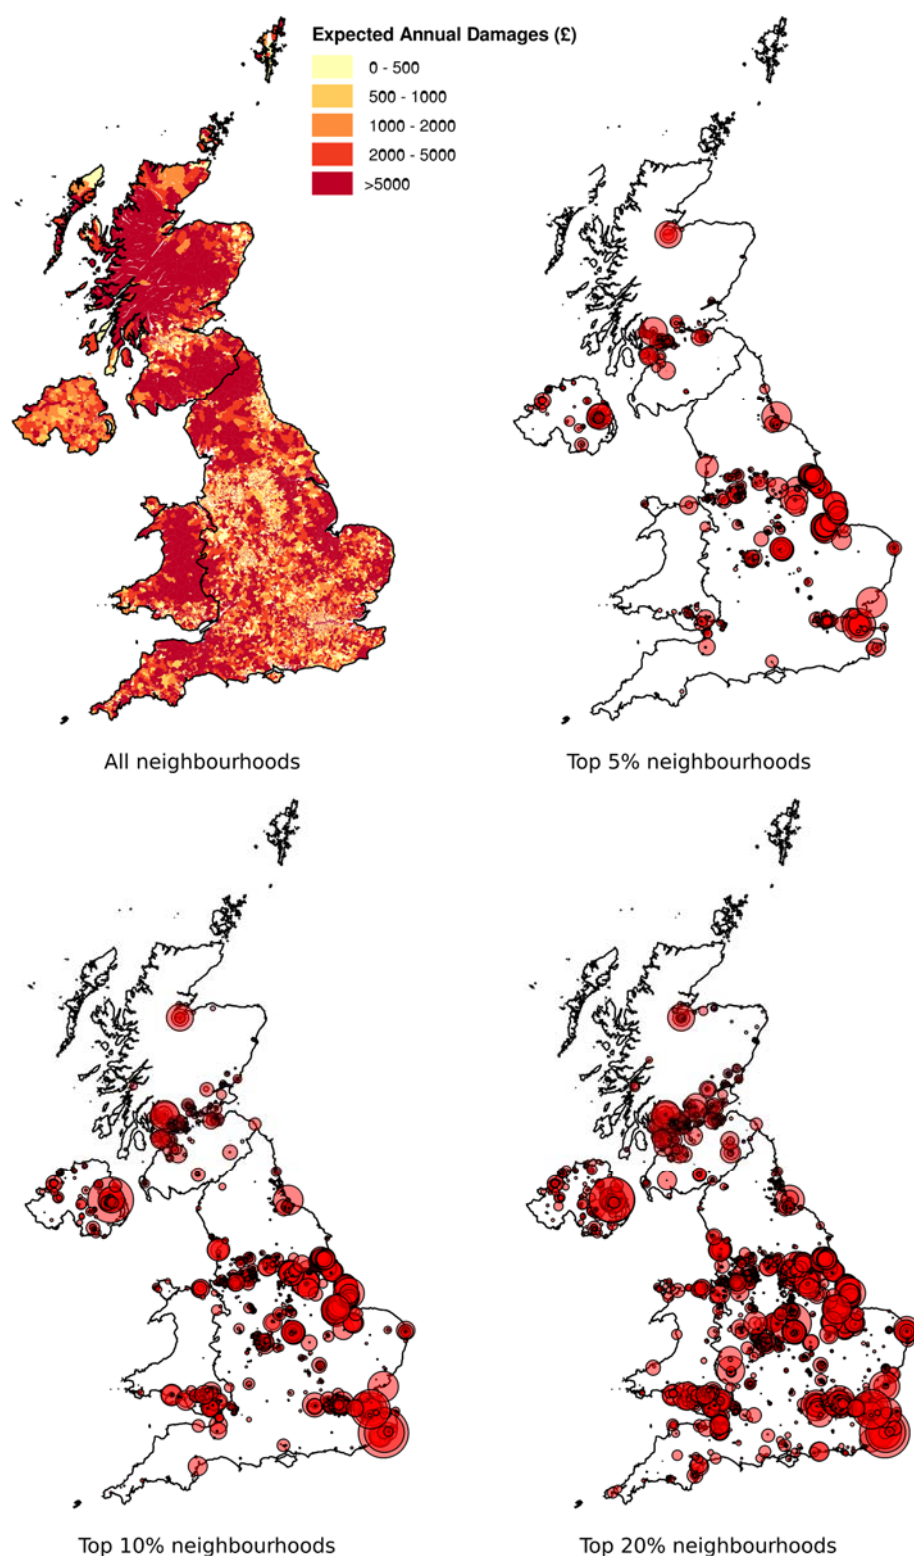 Expected Annual Damages (£)
0 - 500
500 - 1000
1000 - 2000
2000 - 5000
>5000
All neighbourhoods
Top 5% neighbourhoods
Top 10% neighbourhoods
Top 20% neighbourhoods